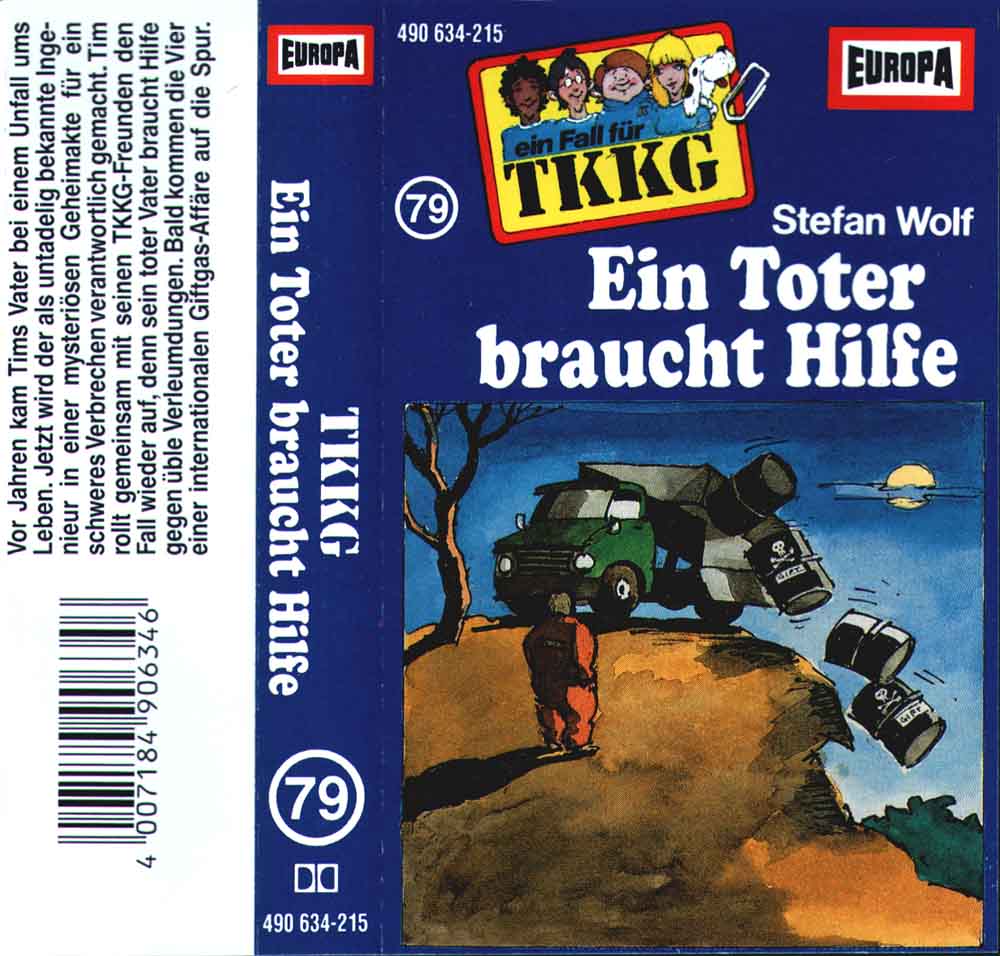 Vor Jahren kam Tims Vater bei einem Unfall ums
Leben. Jetzt wird der als untadelig bekannte Inge-
nieur in einer mysteriösen Geheimakte für ein
schweres Verbrechen verantwortlich gemacht. Tim
rollt gemeinsam mit seinen TKKG-Freunden den
Fall wieder auf, denn sein toter Vater braucht Hilfe
gegen üble Verleumdungen. Bald kommen die Vier
einer internationalen Giftgas-Affäre auf die Spur.
4 007184 906346
EUROPA
TKKG
Ein Toter braucht Hilfe
79
490 634-215
490 634-215
ein Fall für
TKKG
EUROPA
79
Stefan Wolf
Ein Toter
braucht Hilfe
GIFT
GIFT